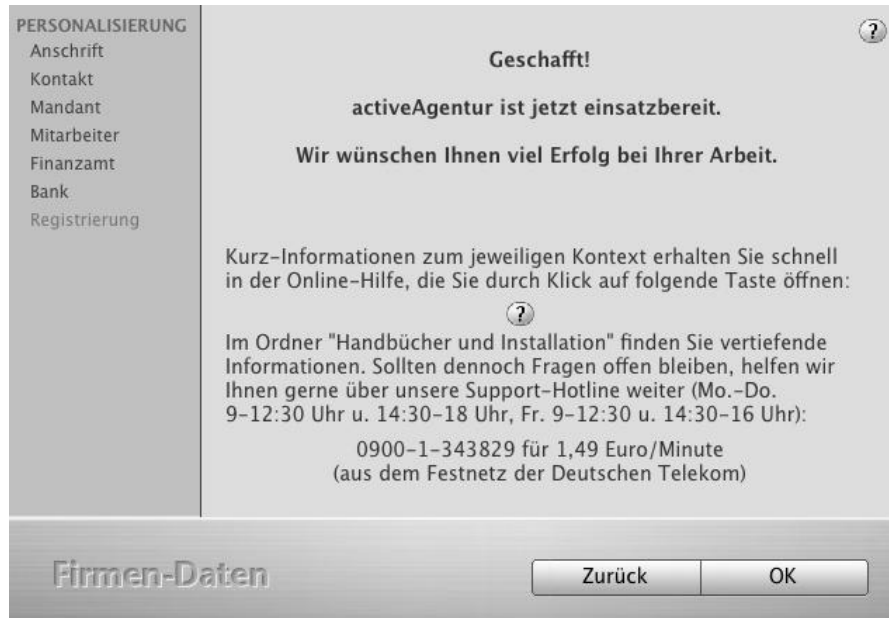 PERSONALISIERUNG
Anschrift
Kontakt
Mandant
Mitarbeiter
Finanzamt
Bank
Registrierung
?
Geschafft!
activeAgentur ist jetzt einsatzbereit.
Wir wünschen Ihnen viel Erfolg bei Ihrer Arbeit.
Kurz-Informationen zum jeweiligen Kontext erhalten Sie schnell
in der Online-Hilfe, die Sie durch Klick auf folgende Taste öffnen:
?
Im Ordner "Handbücher und Installation" finden Sie vertiefende
Informationen. Sollten dennoch Fragen offen bleiben, helfen wir
Ihnen gerne über unsere Support-Hotline weiter (Mo.-Do.
9-12:30 Uhr u. 14:30-18 Uhr, Fr. 9-12:30 u. 14:30-16 Uhr):
0900-1-343829 für 1,49 Euro/Minute
(aus dem Festnetz der Deutschen Telekom)
Firmen-Daten
Zurück
OK